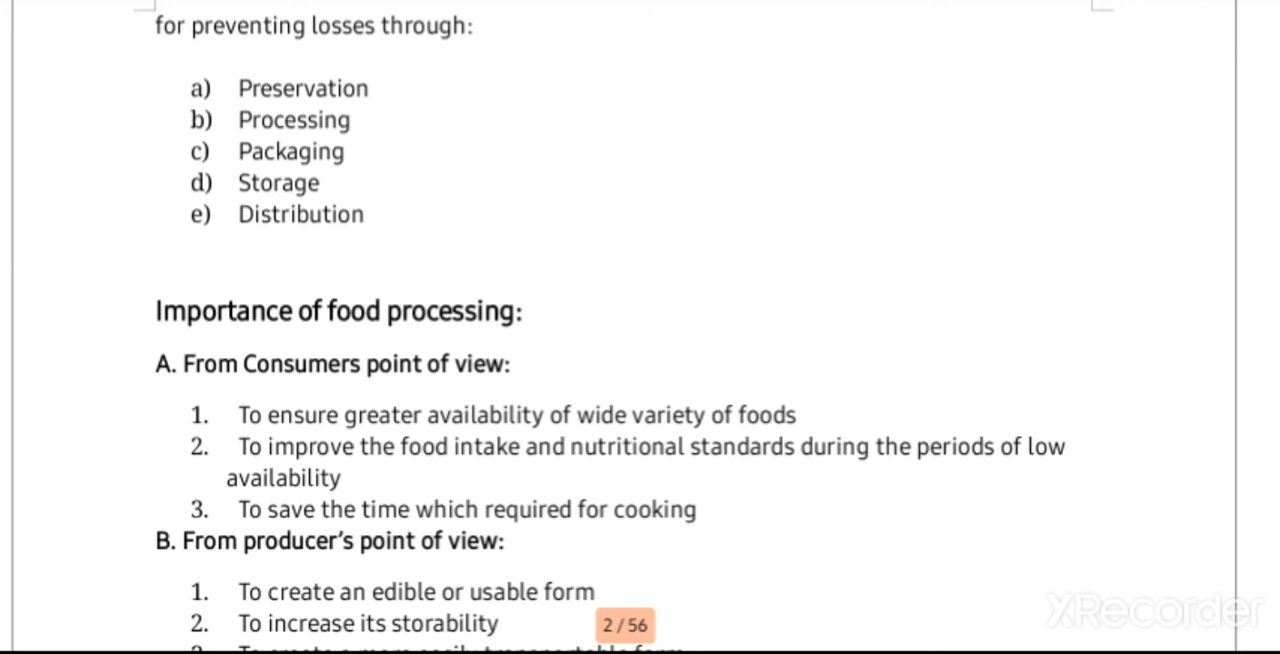 for preventing losses through:
a) Preservation
b) Processing
c) Packaging
d) Storage
e) Distribution
Importance of food processing:
A. From Consumers point of view:
1. To ensure greater availability of wide variety of foods
2. To improve the food intake and nutritional standards during the periods of low
availability
3. To save the time which required for cooking
B. From producer’s point of view:
1. To create an edible or usable form
2. To increase its storability
2/56
XRecorder